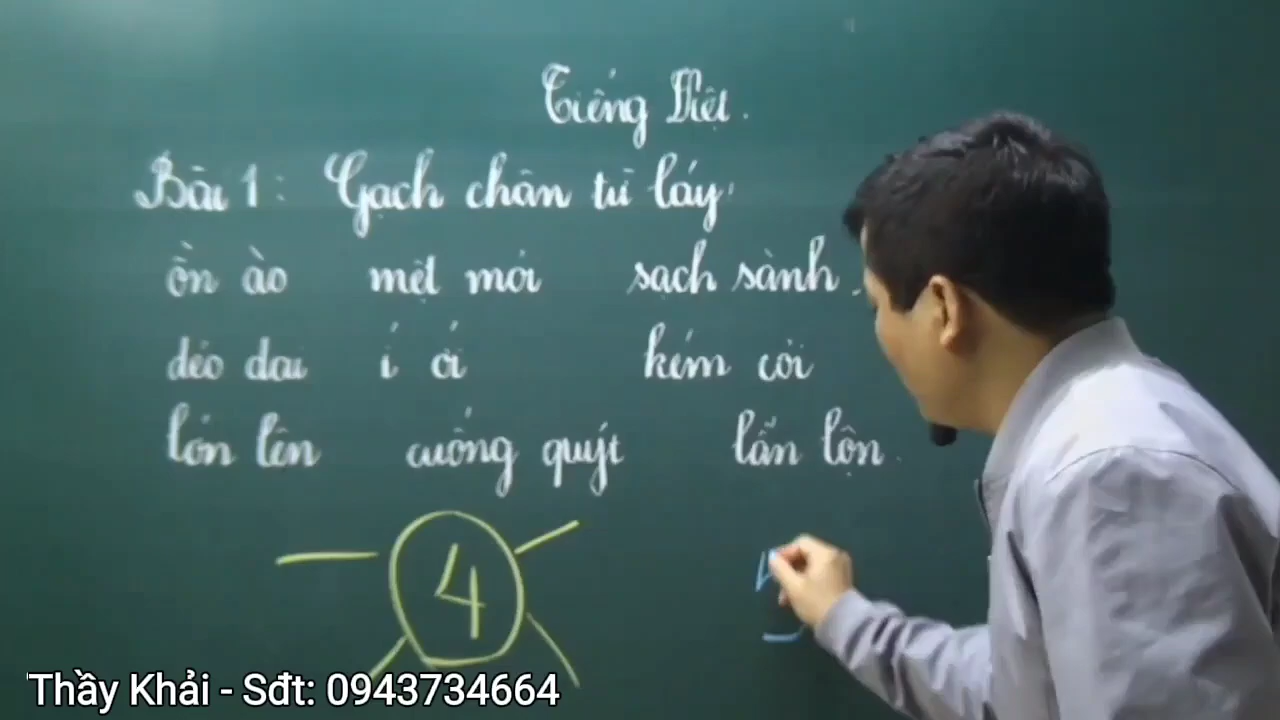 Tiếng Việt.
Bài 1: Gạch chân từ láy:
ồn ào mệt mỏi sạch sành
dẻo dai í ới kém cỏi
lớn lên cuống quýt lẫn lộn
4
Thầy Khải - Sđt: 0943734664